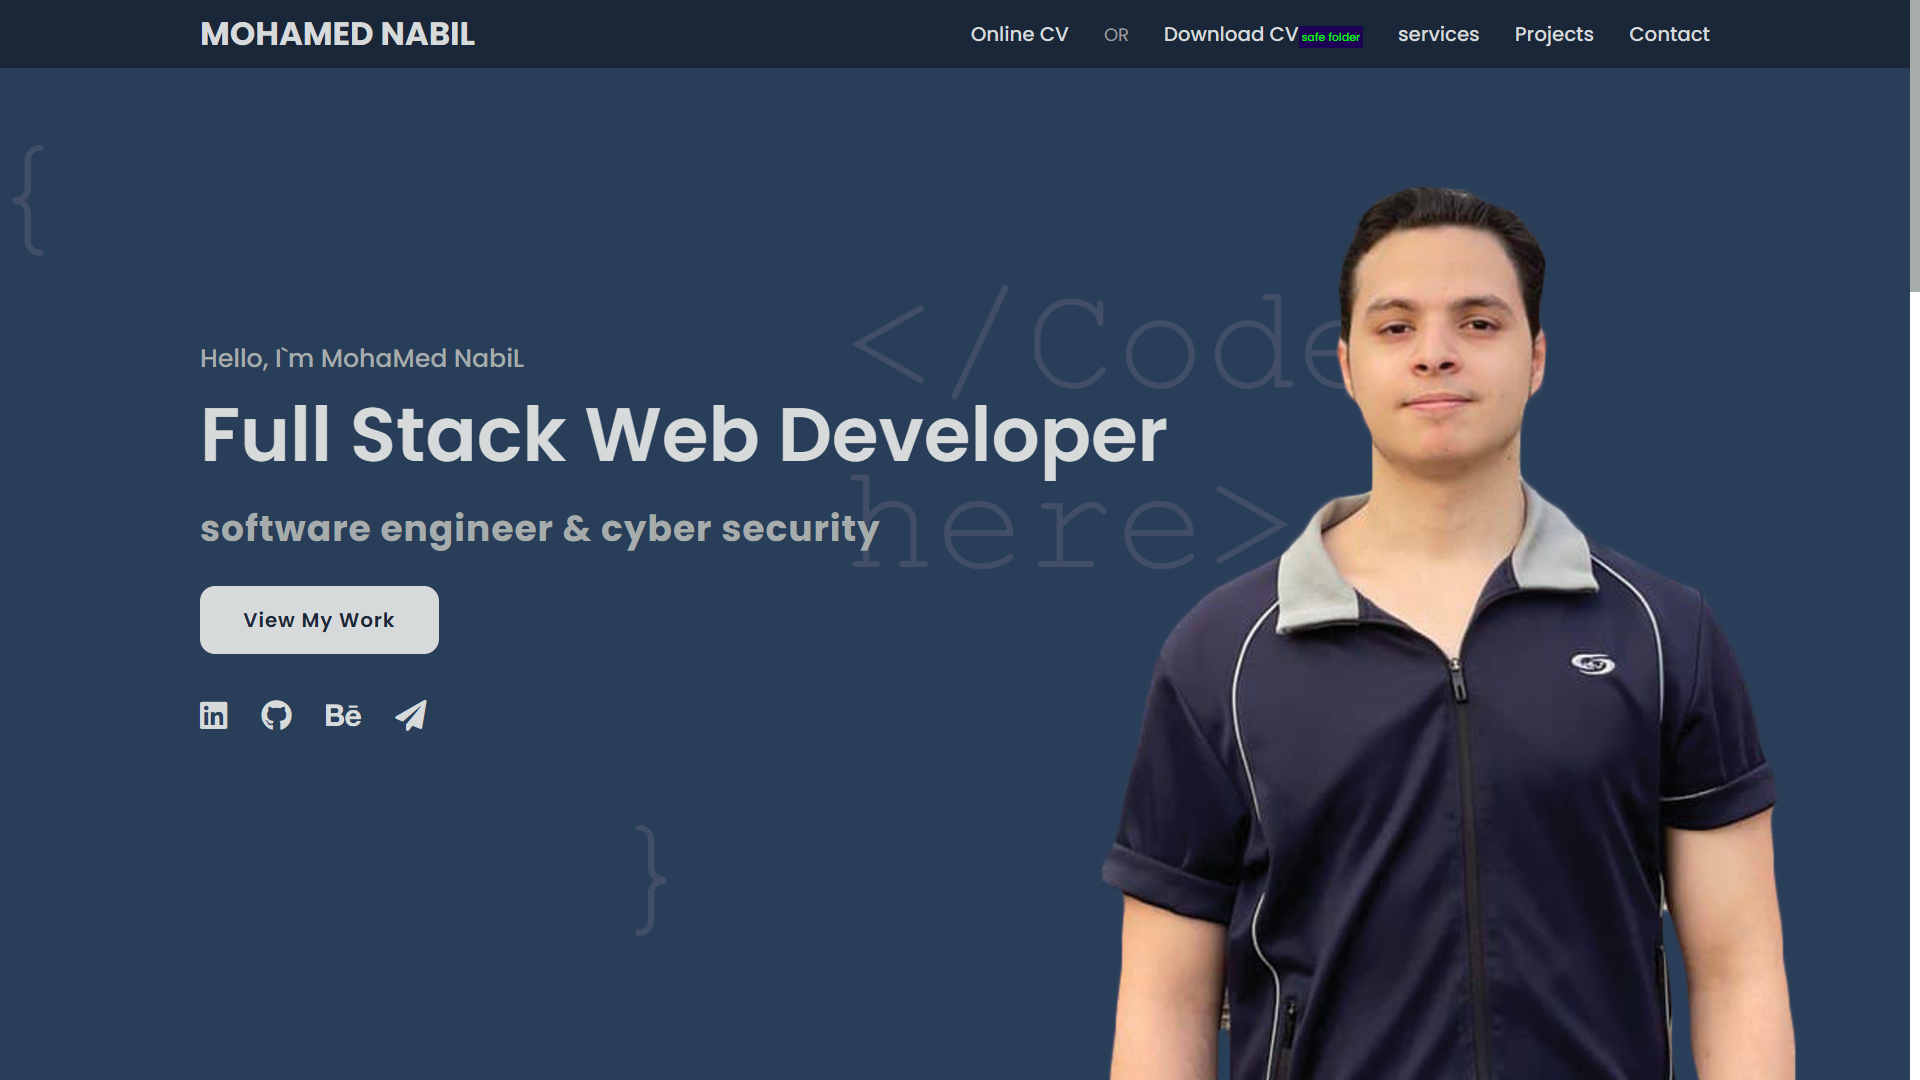 MOHAMED NABIL
Online CV
OR
Download CV safe folder
services
Projects
Contact
{
</Code
here>
Hello, I`m MohaMed NabiL
Full Stack Web Developer
software engineer & cyber security
View My Work
in
Bē
}